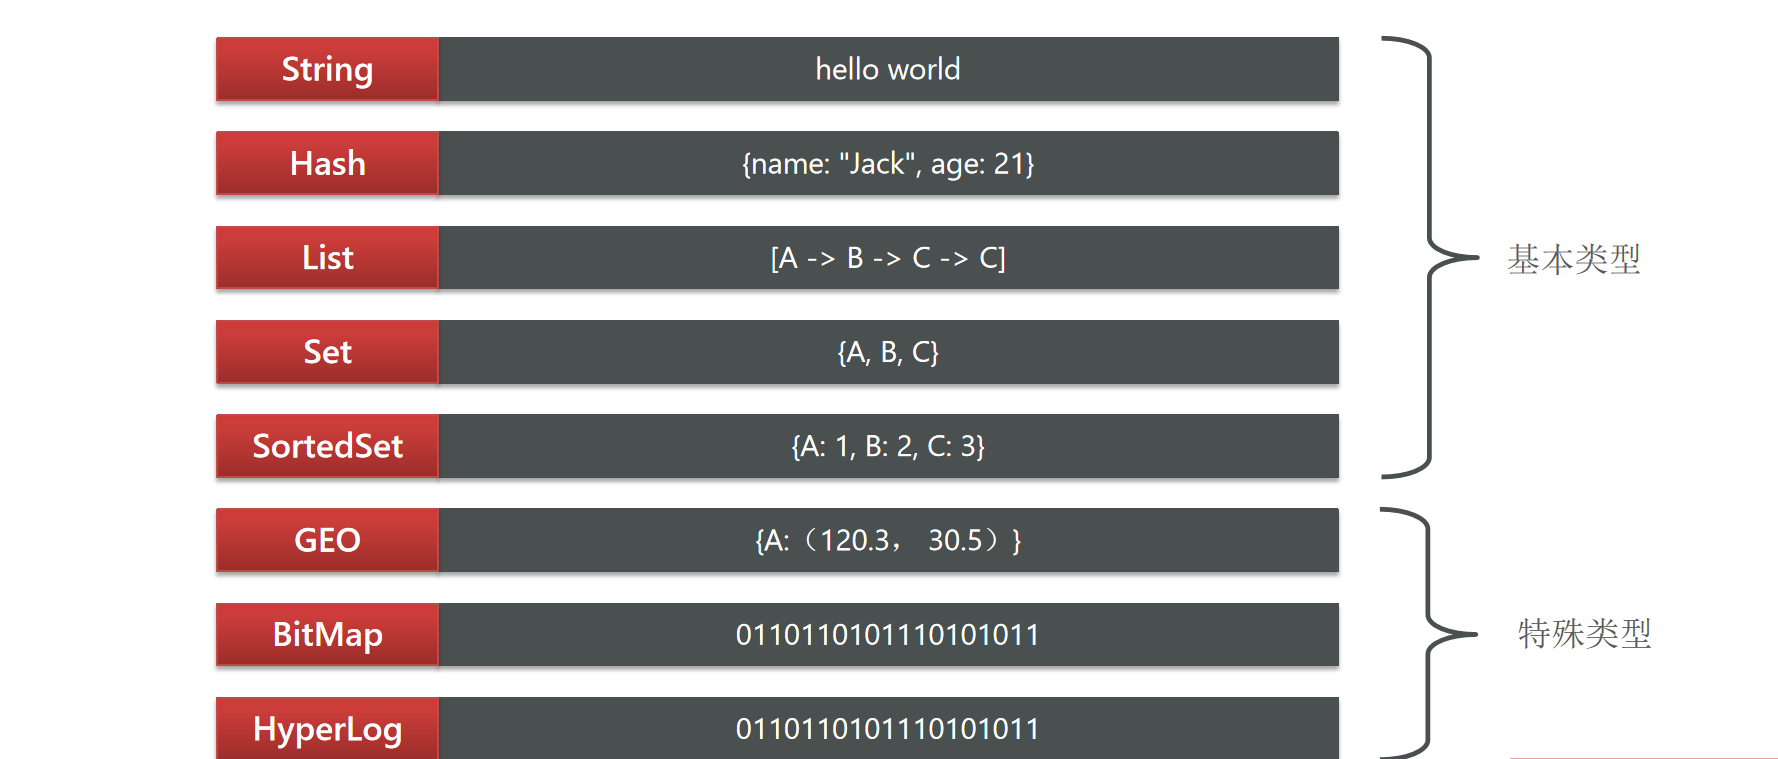 String
hello world
Hash
{name: "Jack", age: 21}
List
[A -> B -> C -> C]
Set
{A, B, C}
SortedSet
{A: 1, B: 2, C: 3}
基本类型
GEO
{A:（120.3， 30.5）}
BitMap
0110110101110101011
特殊类型
HyperLog
0110110101110101011